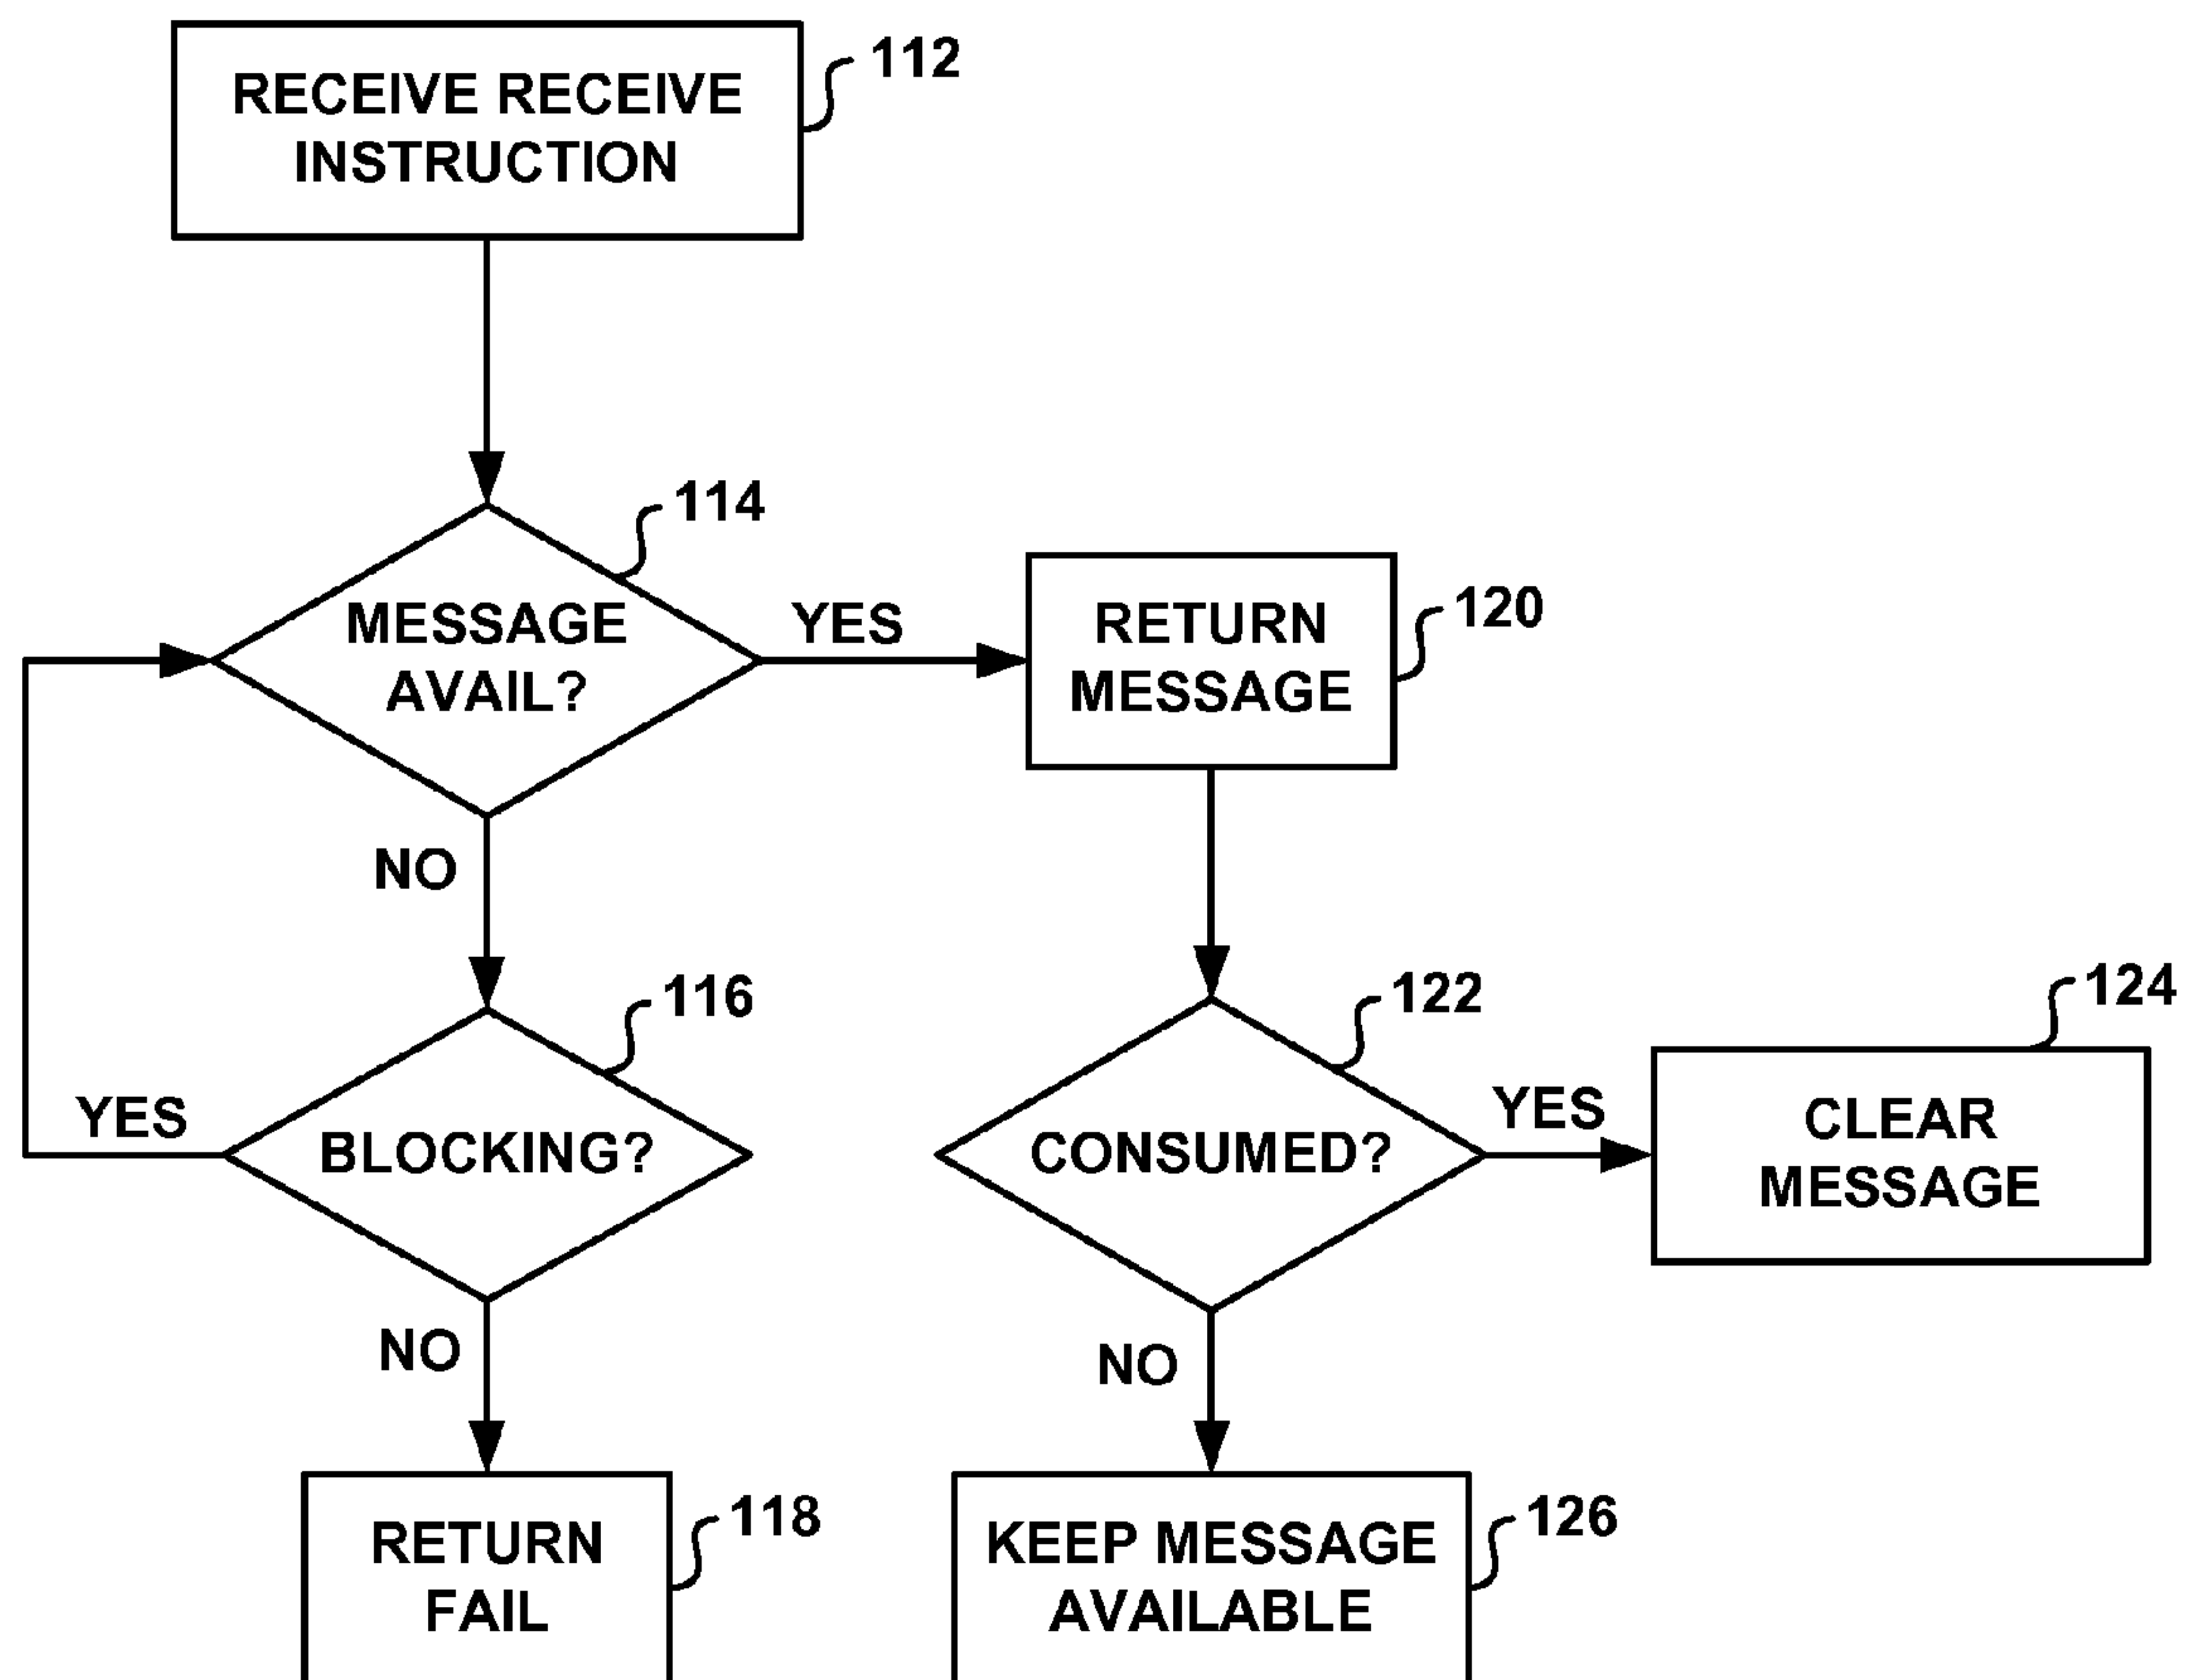 RECEIVE RECEIVE
INSTRUCTION
112
114
MESSAGE
AVAIL?
YES
RETURN
MESSAGE
120
NO
116
BLOCKING?
YES
122
CONSUMED?
YES
124
CLEAR
MESSAGE
NO
RETURN
FAIL
118
NO
KEEP MESSAGE
AVAILABLE
126